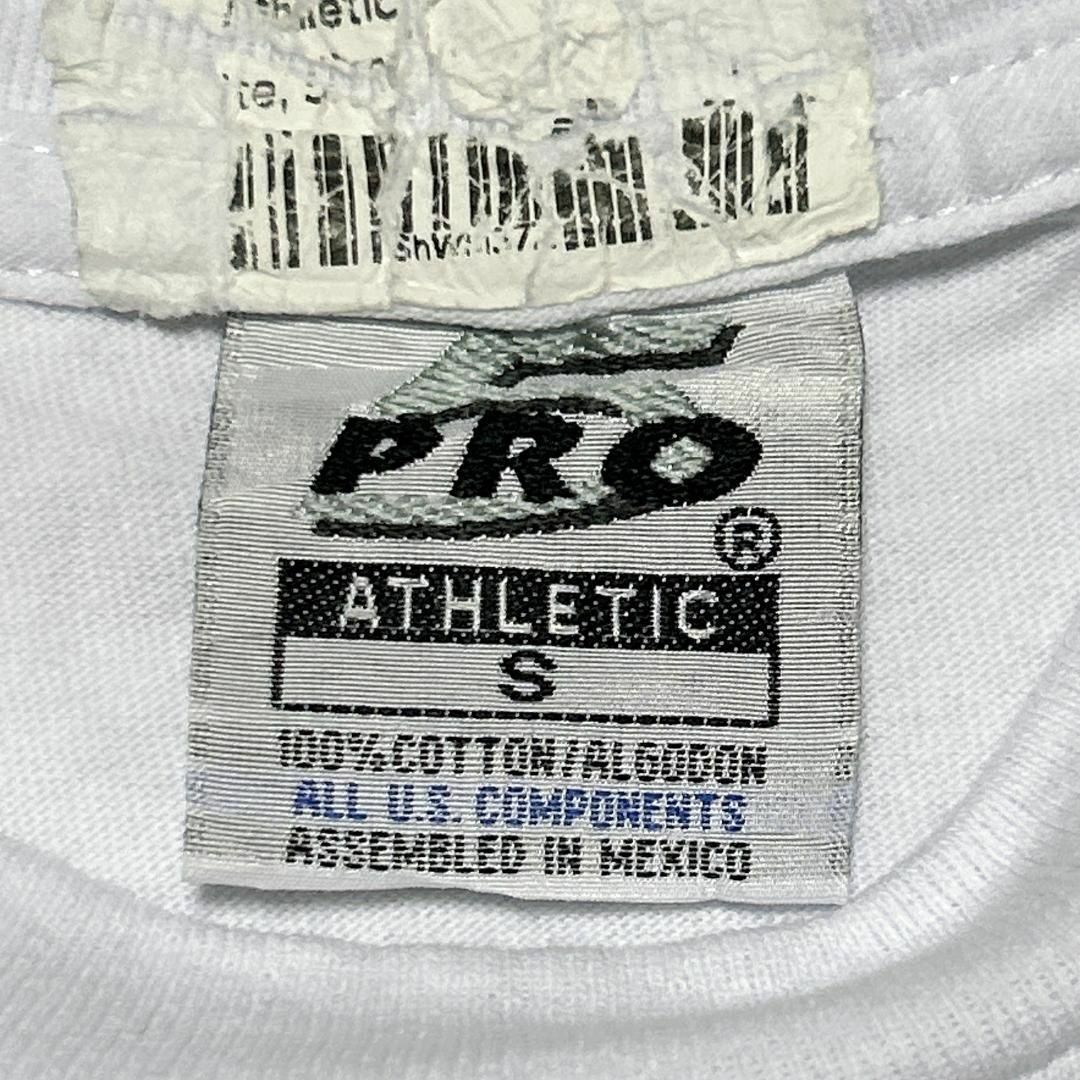 PRO
®
ATHLETIC
S
100% COTTON/ALGODON
ALL U.S. COMPONENTS
ASSEMBLED IN MEXICO